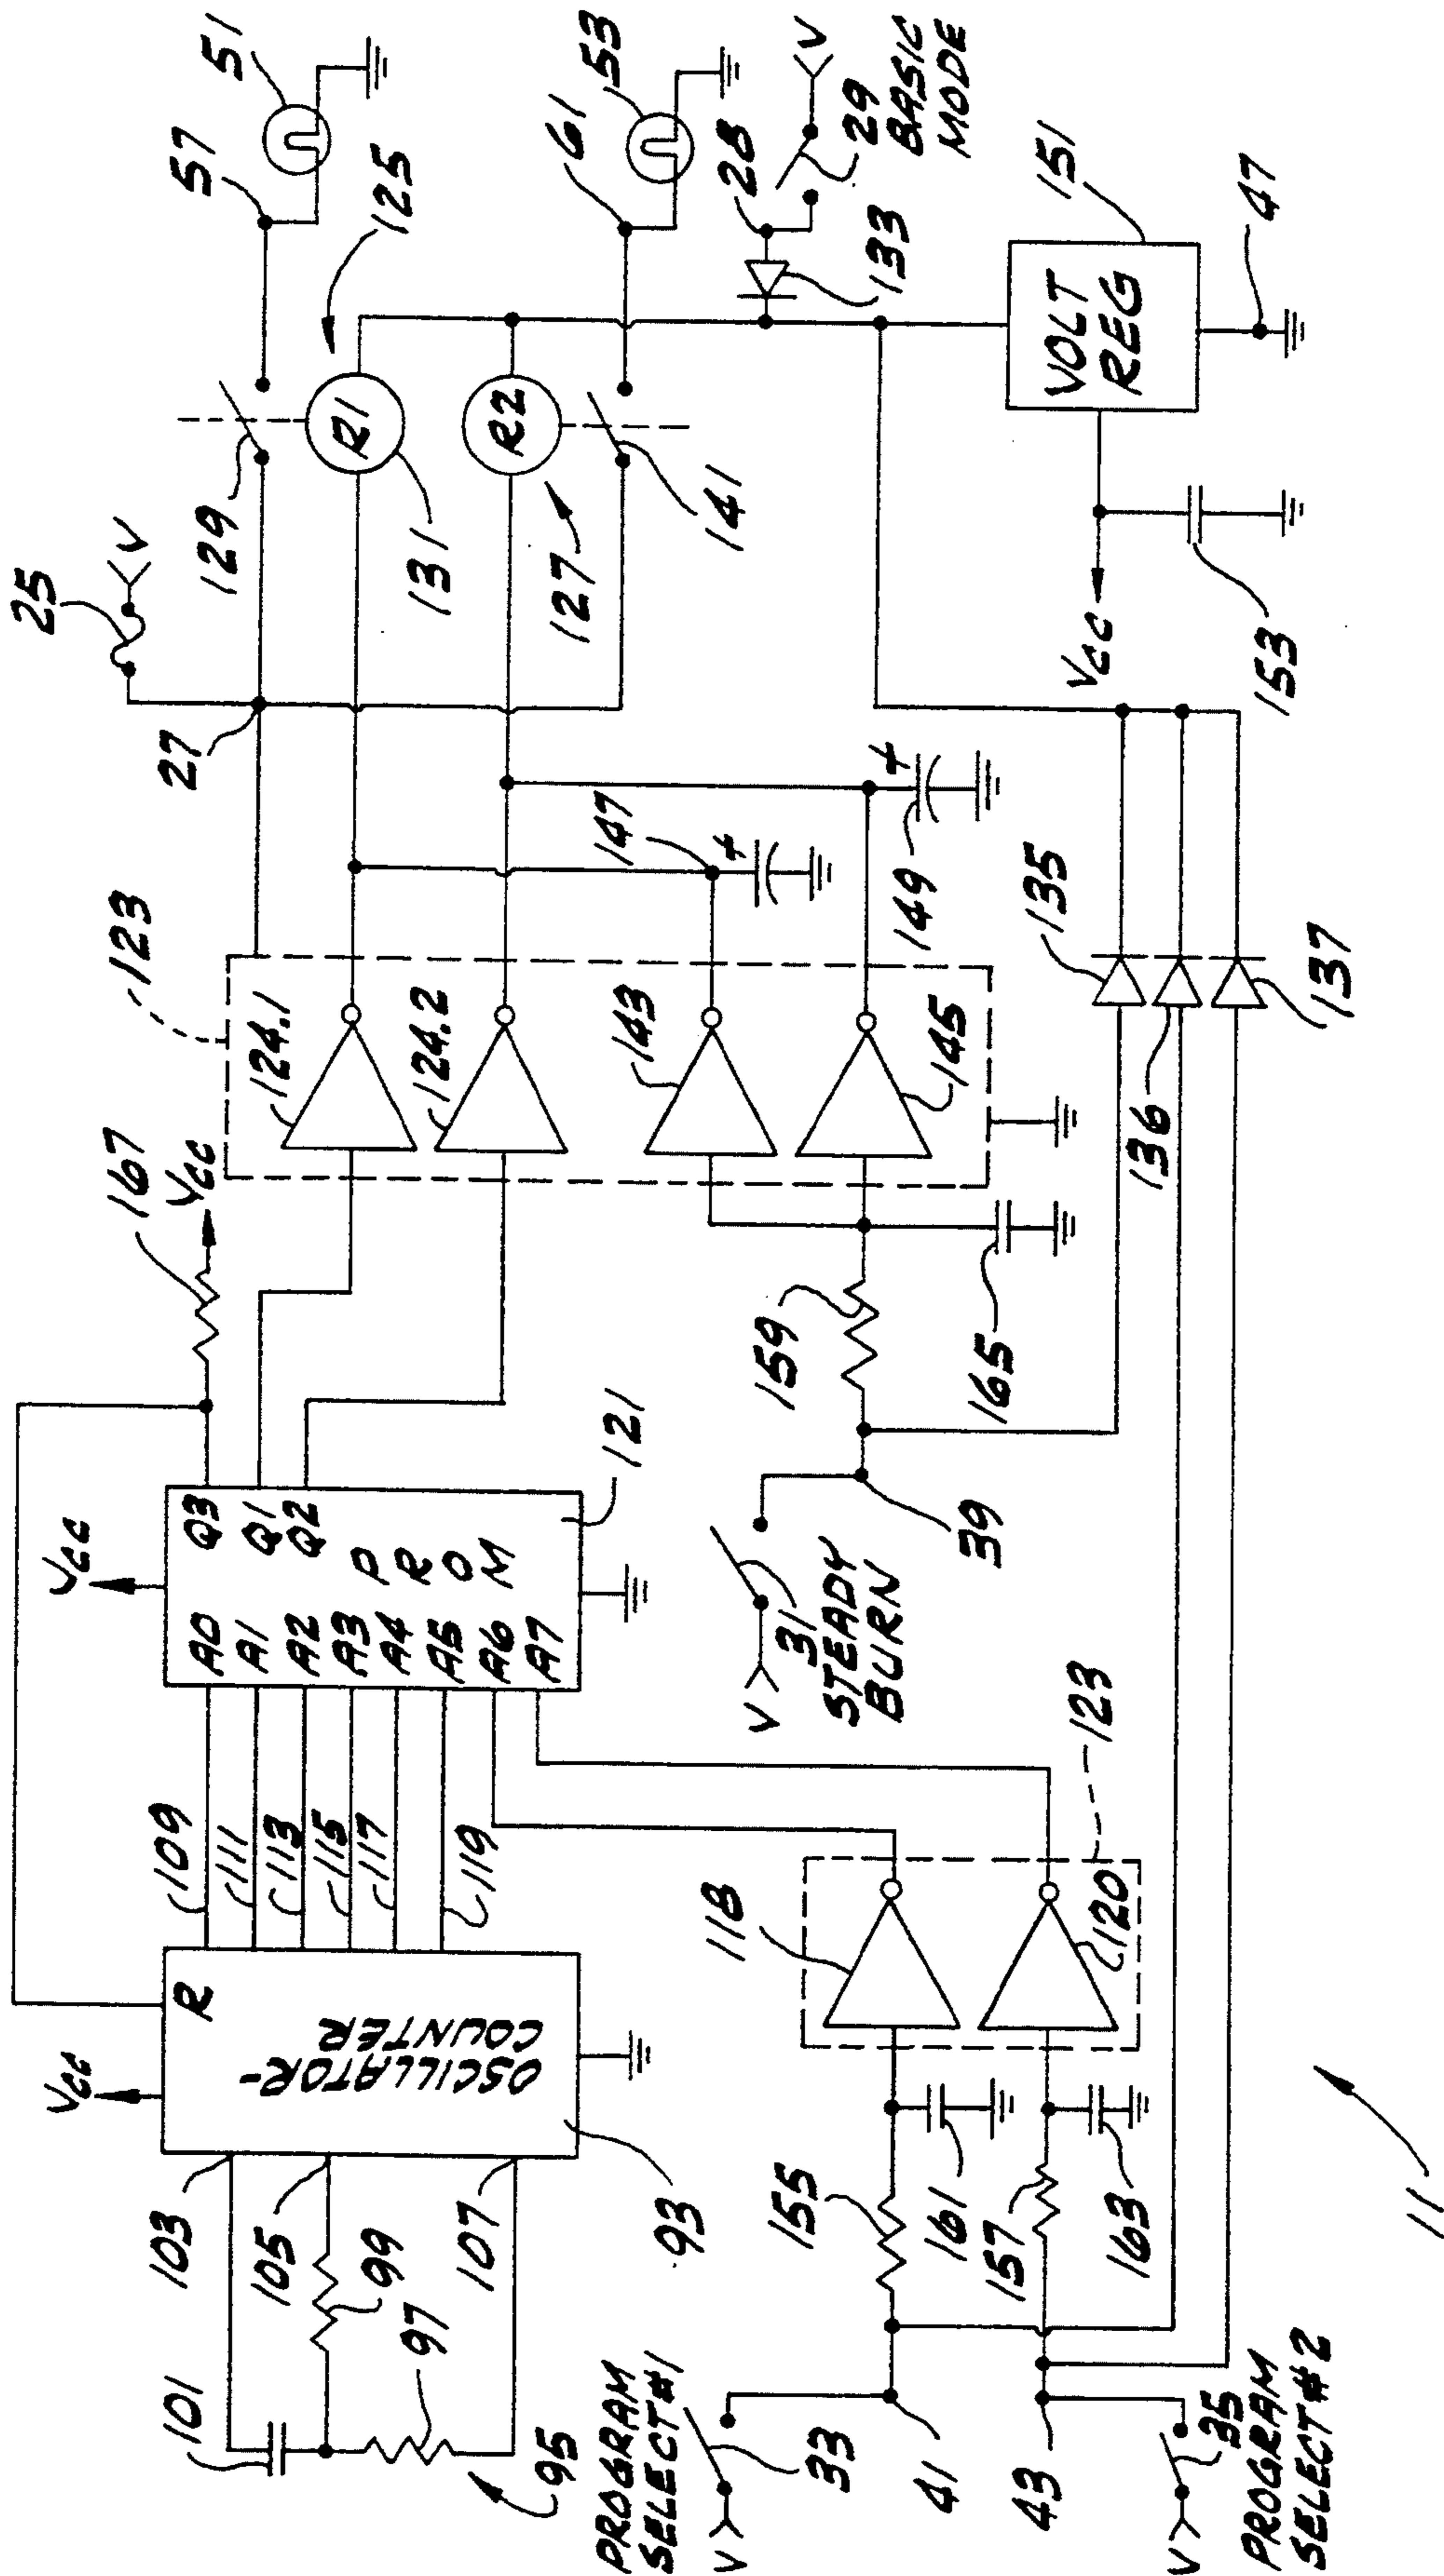 25
V
27
129
57
51
131
R1
125
R2
127
141
61
53
28
V
29
BASIC
MODE
133
VOLT
REG
151
47
VCC
153
123
124.1
124.2
143
145
147
149
135
136
137
167
VCC
VCC
Q3
Q1
Q2
A0
A1
A2
A3
A4
A5
A6
A7
PROM
121
159
165
39
V
31
STEADY
BURN
109
111
113
115
117
119
VCC
R
OSCILLATOR-
COUNTER
93
103
105
107
101
99
97
95
118
120
123
155
161
157
163
PROGRAM
SELECT #1
V
33
41
43
V
35
PROGRAM
SELECT #2
11